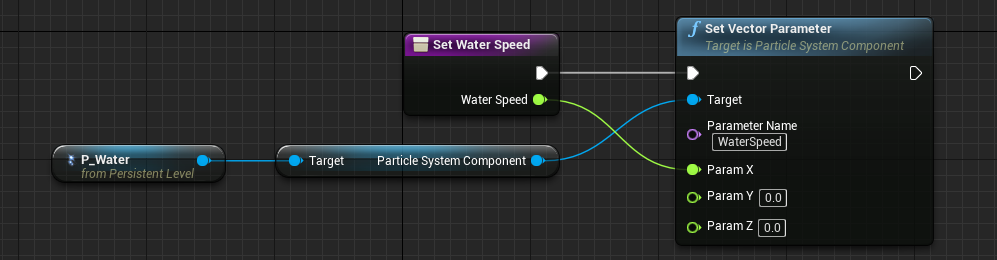 Set Water Speed
Water Speed
P_Water
from Persistent Level
Target Particle System Component
f Set Vector Parameter
Target is Particle System Component
Target
Parameter Name
WaterSpeed
Param X
Param Y 0.0
Param Z 0.0